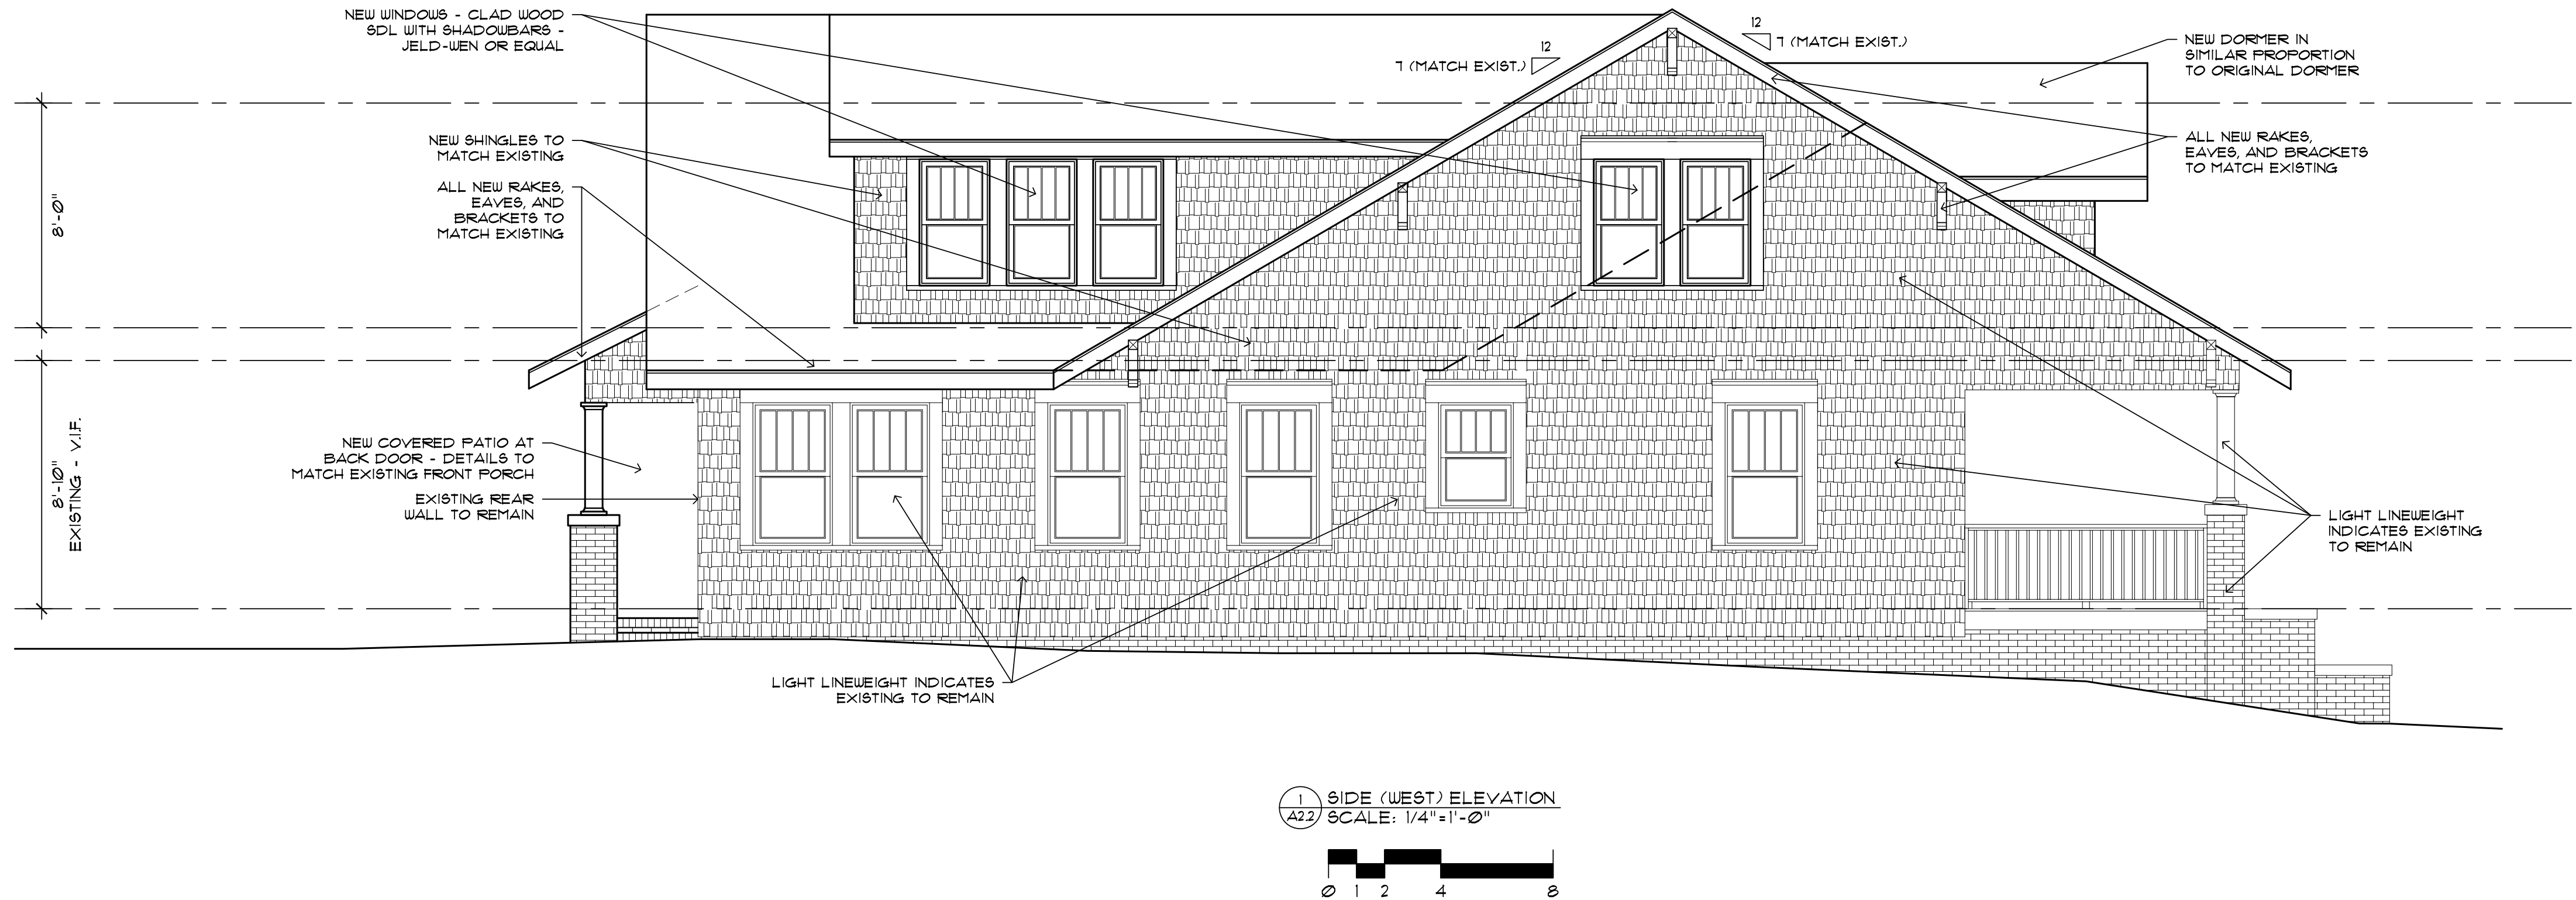 NEW WINDOWS - CLAD WOOD
SDL WITH SHADOWBARS -
JELD-WEN OR EQUAL
12
7 (MATCH EXIST.)
12
7 (MATCH EXIST.)
NEW DORMER IN
SIMILAR PROPORTION
TO ORIGINAL DORMER
NEW SHINGLES TO
MATCH EXISTING
ALL NEW RAKES,
EAVES, AND BRACKETS
TO MATCH EXISTING
ALL NEW RAKES,
EAVES, AND
BRACKETS TO
MATCH EXISTING
8'-0"
8'-10"
EXISTING - V.I.F.
NEW COVERED PATIO AT
BACK DOOR - DETAILS TO
MATCH EXISTING FRONT PORCH
EXISTING REAR
WALL TO REMAIN
LIGHT LINEWEIGHT
INDICATES EXISTING
TO REMAIN
LIGHT LINEWEIGHT INDICATES
EXISTING TO REMAIN
1
A2.2
SIDE (WEST) ELEVATION
SCALE: 1/4"=1'-0"
0 1 2 4 8